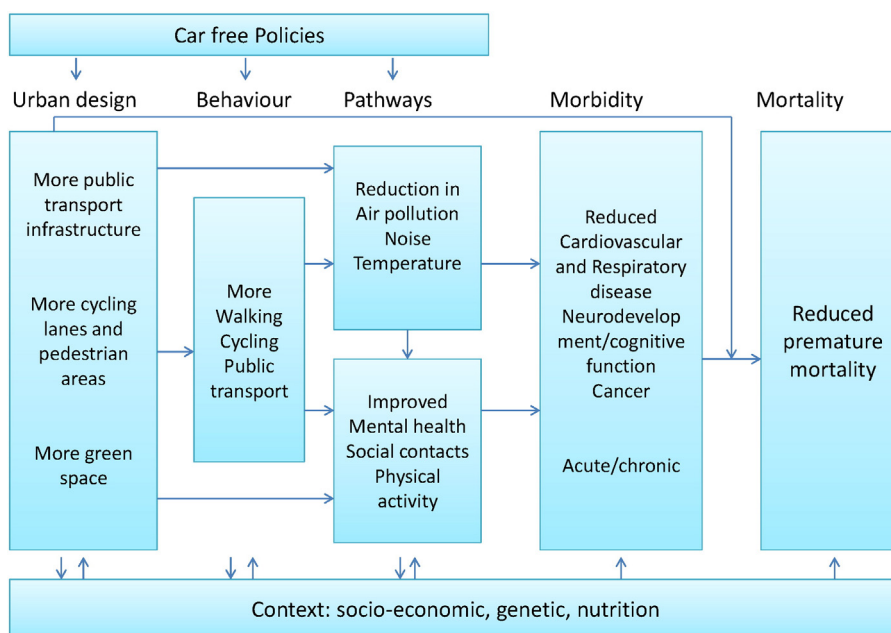 Car free Policies
Urban design
Behaviour
Pathways
Morbidity
Mortality
More public
transport
infrastructure
More cycling
lanes and
pedestrian
areas
More green
space
More
Walking
Cycling
Public
transport
Reduction in
Air pollution
Noise
Temperature
Improved
Mental health
Social contacts
Physical
activity
Reduced
Cardiovascular
and Respiratory
disease
Neurodevelop
ment/cognitive
function
Cancer
Acute/chronic
Reduced
premature
mortality
Context: socio-economic, genetic, nutrition